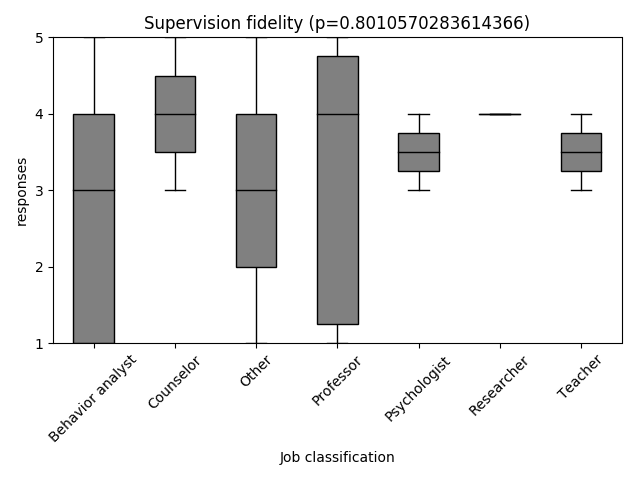 Supervision fidelity (p=0.8010570283614366)
5
4
3
2
1
responses
Behavior analyst
Counselor
Other
Professor
Psychologist
Researcher
Teacher
Job classification